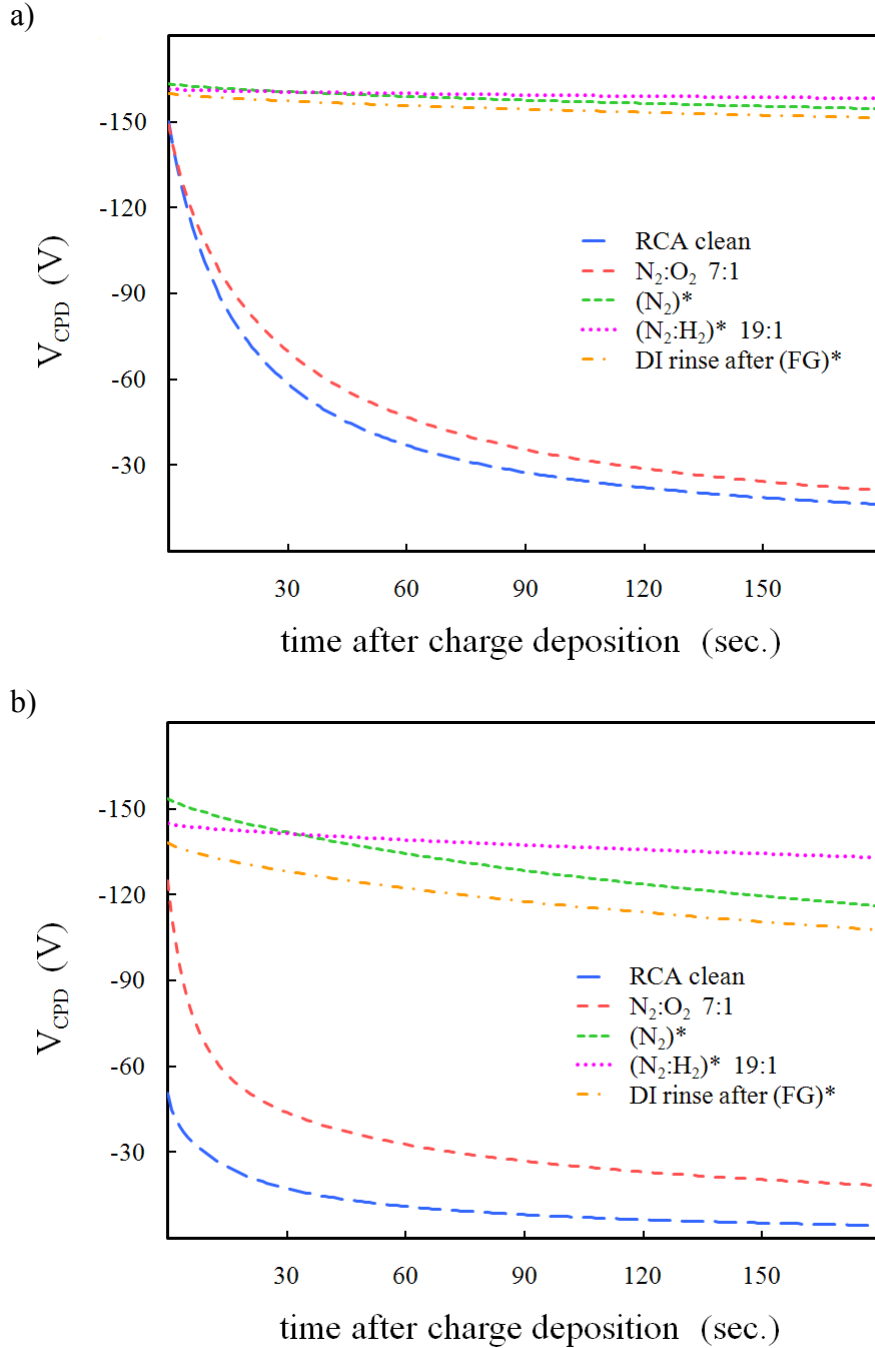 a)
-150
-120
-90
-60
-30
V_CPD (V)
RCA clean
N₂:O₂ 7:1
(N₂)*
(N₂:H₂)* 19:1
DI rinse after (FG)*
30 60 90 120 150
time after charge deposition (sec.)
b)
-150
-120
-90
-60
-30
V_CPD (V)
RCA clean
N₂:O₂ 7:1
(N₂)*
(N₂:H₂)* 19:1
DI rinse after (FG)*
30 60 90 120 150
time after charge deposition (sec.)